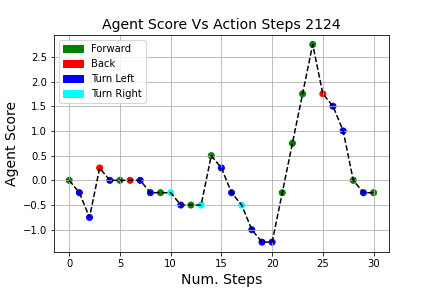 Agent Score Vs Action Steps 2124
Forward
Back
Turn Left
Turn Right
Agent Score
2.5
2.0
1.5
1.0
0.5
0.0
−0.5
−1.0
0 5 10 15 20 25 30
Num. Steps